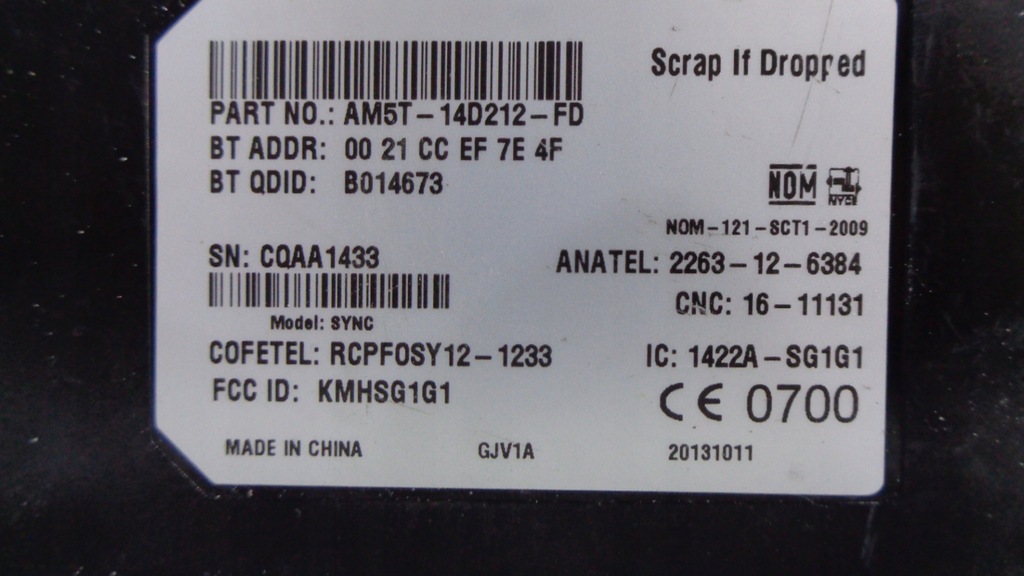 Scrap If Dropped
PART NO.: AM5T-14D212-FD
BT ADDR: 00 21 CC EF 7E 4F
BT QDID: B014673
NOM NYCE
NOM-121-SCT1-2009
SN: CQAA1433
ANATEL: 2263-12-6384
CNC: 16-11131
Model: SYNC
COFETEL: RCPFOSY12-1233
IC: 1422A-SG1G1
FCC ID: KMHSG1G1
CE 0700
MADE IN CHINA
GJV1A
20131011